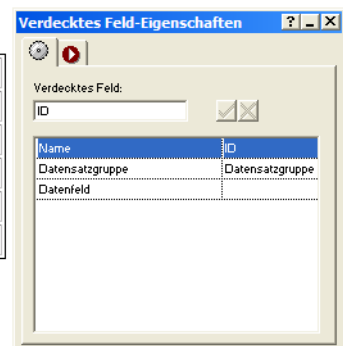 Verdecktes Feld-Eigenschaften
Verdecktes Feld:
ID
Name ID
Datensatzgruppe Datensatzgruppe
Datenfeld